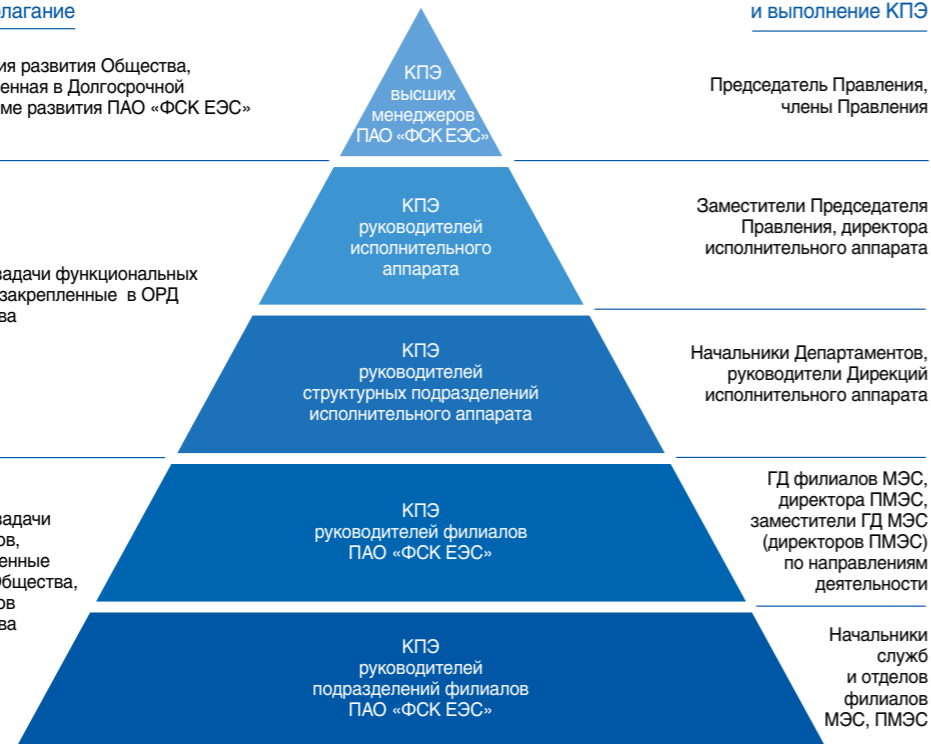 олагание
ия развития Общества,
енная в Долгосрочной
ме развития ПАО «ФСК ЕЭС»
задачи функциональных
закрепленные в ОРД
ва
задачи
ов,
енные
Общества,
ов
ва
КПЭ
высших
менеджеров
ПАО «ФСК ЕЭС»
КПЭ
руководителей
исполнительного
аппарата
КПЭ
руководителей
структурных подразделений
исполнительного аппарата
КПЭ
руководителей филиалов
ПАО «ФСК ЕЭС»
КПЭ
руководителей
подразделений филиалов
ПАО «ФСК ЕЭС»
и выполнение КПЭ
Председатель Правления,
члены Правления
Заместители Председателя
Правления, директора
исполнительного аппарата
Начальники Департаментов,
руководители Дирекций
исполнительного аппарата
ГД филиалов МЭС,
директора ПМЭС,
заместители ГД МЭС
(директоров ПМЭС)
по направлениям
деятельности
Начальники
служб
и отделов
филиалов
МЭС, ПМЭС